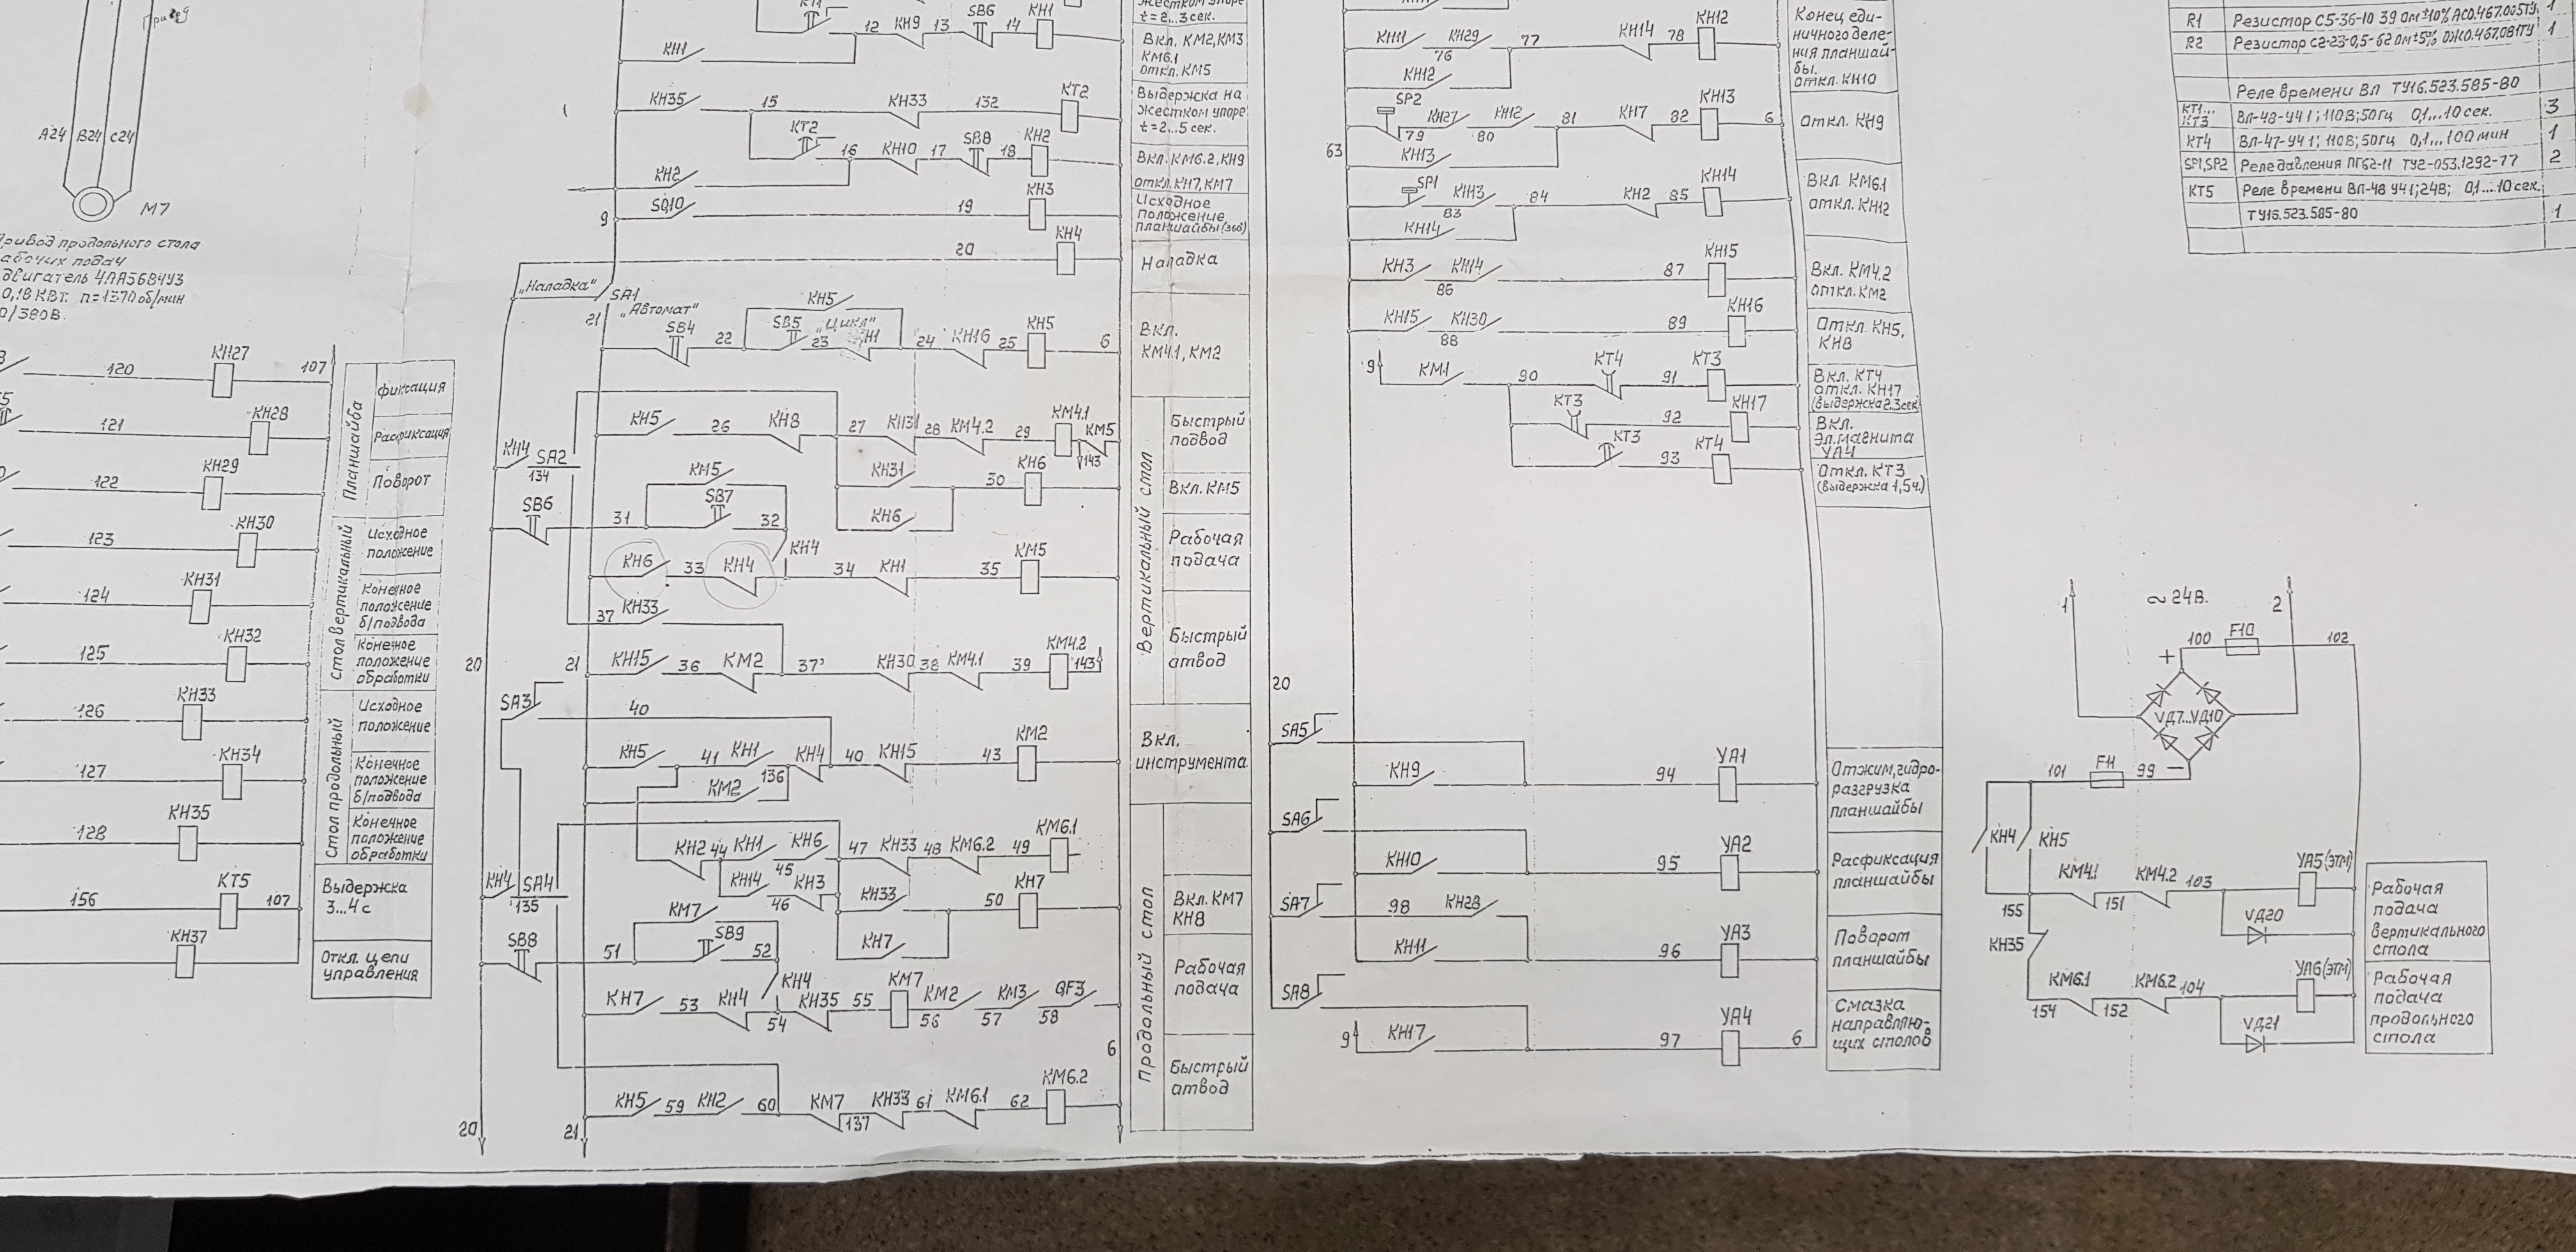 А24 В24 С24
М7
Привод продольного стола
рабочих подач
двигатель 4АА56В4У3
0,18 КВт. n=1370 об/мин
/380В.
120 КН27 107
121 КН28
122 КН29
123 КН30
124 КН31
125 КН32
126 КН33
127 КН34
128 КН35
156 КТ5 107
КН37
Планшайба
фиксация
Расфиксация
Поворот
Стол вертикальный
Исходное
положение
Конечное
положение
б/подвода
Конечное
положение
обработки
Стол продольный
Исходное
положение
Конечное
положение
б/подвода
Конечное
положение
обработки
Выдержка
3...4с
Откл. цепи
управления
12 КН9 13 SB6 14 КН1
КН1
КН35 15 КН33 132 КТ2
КТ2 16 КН10 17 SB8 18 КН2
КН2
9 SQ10 19 КН3
20 КН4
„Наладка" SA1
21 „Автомат"
КН5
SB4 22 SB5 „Цикл" 23 КН1 24 КН16 25 КН5 6
КН5 26 КН8 27 КН31 28 КМ4.2 29 КМ4.1 КМ5
143
КН4 SA2
134
КМ5 КН31 30 КН6
SB6 31 SB7 32 КН6
КН4
КН6 33 КН4 34 КН1 35 КМ5
37 КН33
20 21 КН15 36 КМ2 37' КН30 38 КМ4.1 39 КМ4.2 143
SA3 40
КН5 41 КН1 136 КН4 40 КН15 43 КМ2
КМ2
КН2 44 КН1 45 КН6 47 КН33 48 КМ6.2 49 КМ6.1
КН14 46 КН3
КН4 SA4
135
КН33 50 КН7
КМ7 КН7
SB8 51 SB9 52
КН4
КН7 53 КН4 54 КН35 55 КМ7 КМ2 56 КМ3 57 QF3 58
6
КН5 59 КН2 60 КМ7 137 КН33 61 КМ6.1 62 КМ6.2
20 21
жестком упоре
t=2...3сек.
Вкл. КМ2,КМ3
КМ6.1
откл. КМ5
Выдержка на
жестком упоре
t=2...5 сек.
Вкл. КМ6.2, КН9
откл. КН7, КМ7
Исходное
положение
планшайбы (360)
Наладка
Вкл.
КМ4.1, КМ2
Вертикальный стол
Быстрый
подвод
Вкл. КМ5
Рабочая
подача
Быстрый
отвод
Вкл.
инструмента
Продольный стол
Вкл. КМ7
КН8
Рабочая
подача
Быстрый
отвод
КН11 КН29 76 77 КН14 78 КН12
КН12
SP2 79 КН27 80 КН12 81 КН7 82 КН13 6
63 КН13
SP1 83 КН13 84 КН2 85 КН14
КН14
КН3 86 КН14 87 КН15
КН15 88 КН30 89 КН16
9 КМ1 90 КТ4 91 КТ3
КТ3 92 КН17
КТ3 93 КТ4
20
SA5
КН9 94 УА1
SA6
КН10 95 УА2
SA7 98 КН28
КН11 96 УА3
SA8
9 КН17 97 УА4 6
Конец еди-
ничного деле-
ния планшай-
бы.
откл. КН10
Откл. КН9
Вкл. КМ6.1
откл. КН12
Вкл. КМ4.2
откл. КМ2
Откл. КН5,
КН8
Вкл. КТ4
откл. КН17
(выдержка 2.3сек
Вкл.
эл.магнита
УА4
Откл. КТ3
(выдержка 1,5ч.)
Отжим, гидро-
разгрузка
планшайбы
Расфиксация
планшайбы
Поворот
планшайбы
Смазка
направляю-
щих столов
R1 Резистор С5-36-10 39 Ом ±10% 1
R2 Резистор С2-23-0,5-62 Ом ±5% 1
Реле времени Вл ТУ16.523.585-80
КТ1... КТ3 Вл-48-У41; 110В; 50Гц 0,1...10 сек. 3
КТ4 Вл-47-У41; 110В; 50Гц 0,1...100 мин 1
SP1,SP2 Реле давления ПГ62-11 ТУ2-053.1292-77 2
КТ5 Реле времени ВЛ-48 У41; 24В; 0,1...10 сек.
ТУ16.523.585-80 1
1 ~24В. 2
100 F10 102
+
VД7...VД10
101 F11 99 −
КН4 КН5
КМ4.1 151 КМ4.2 103 УА5(ЭТМ)
155 VД20
КН35
КМ6.1 КМ6.2 104 УА6(ЭТМ)
154 152
VД21
Рабочая
подача
вертикального
стола
Рабочая
подача
продольного
стола